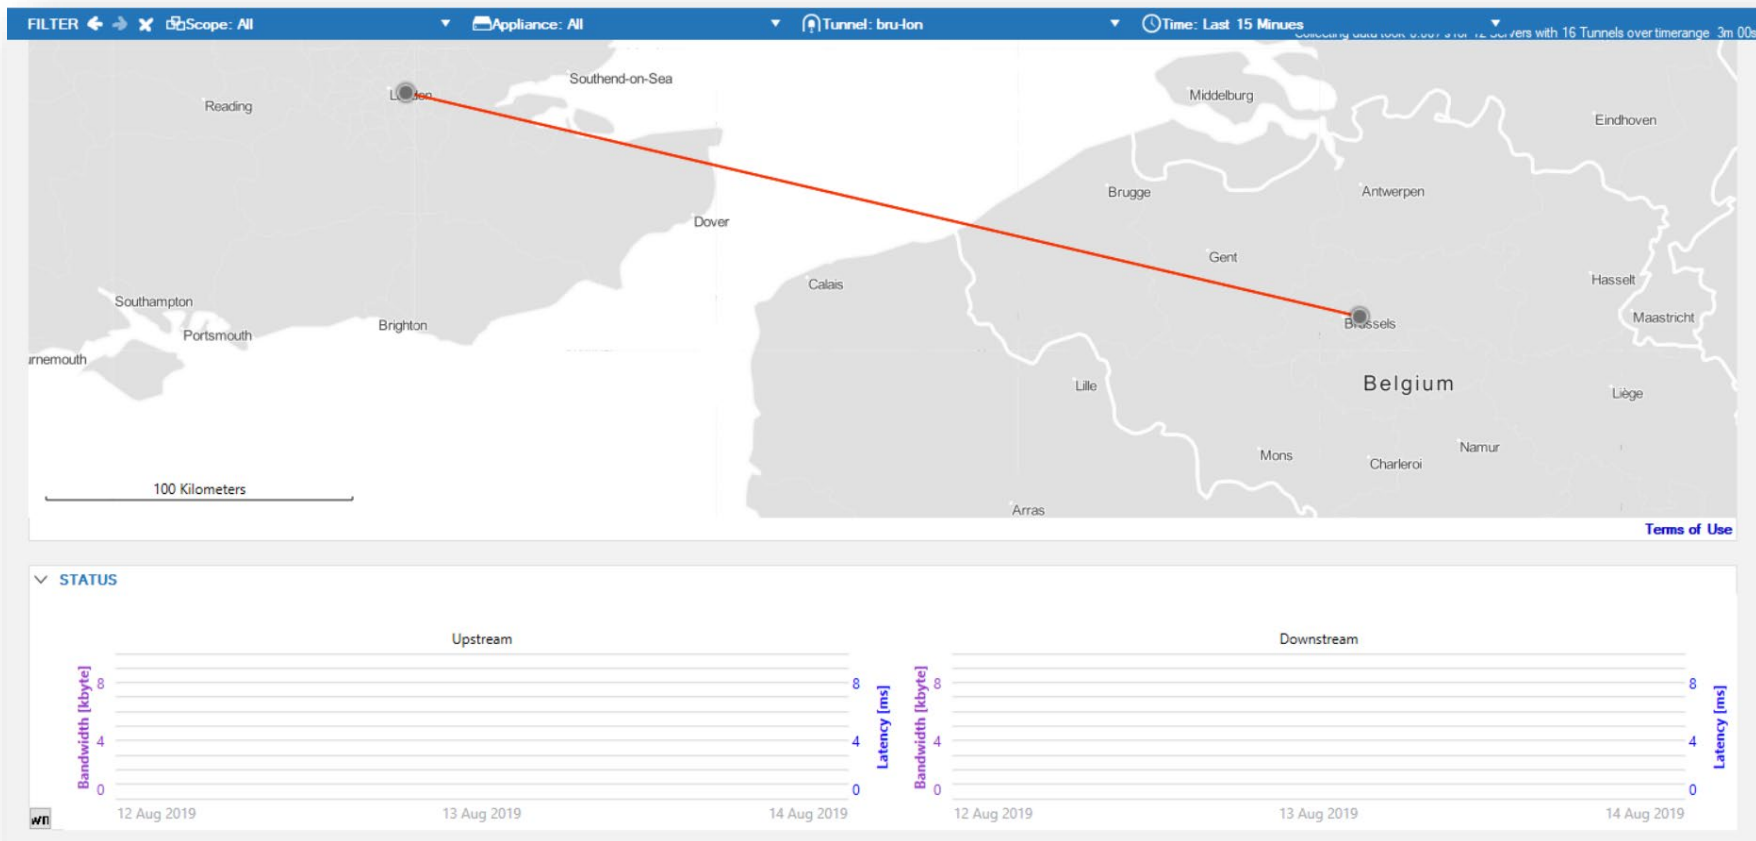 FILTER Scope: All Appliance: All Tunnel: bru-lon Time: Last 15 Minues
vers with 16 Tunnels over timerange 3m 00s
Southend-on-Sea
Reading
Middelburg
Eindhoven
Brugge
Antwerpen
Dover
Gent
Calais
Hasselt
Southampton
Portsmouth
Brighton
Maastricht
Lille
Belgium
Liège
Mons
Charleroi
Namur
100 Kilometers
Arras
Terms of Use
STATUS
Upstream
Downstream
Bandwidth [kbyte]
8
4
0
8
4
0
Latency [ms]
12 Aug 2019 13 Aug 2019 14 Aug 2019
Bandwidth [kbyte]
8
4
0
8
4
0
Latency [ms]
12 Aug 2019 13 Aug 2019 14 Aug 2019
wn